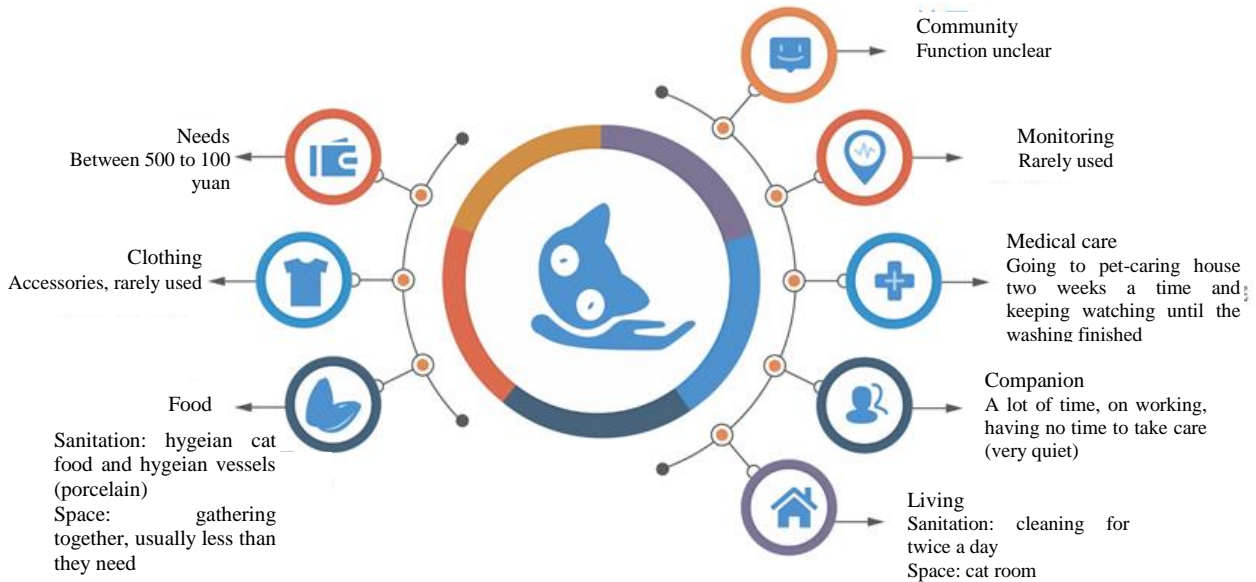 Needs
Between 500 to 100
yuan
Clothing
Accessories, rarely used
Food
Sanitation: hygeian cat
food and hygeian vessels
(porcelain)
Space: gathering
together, usually less than
they need
Community
Function unclear
Monitoring
Rarely used
Medical care
Going to pet-caring house
two weeks a time and
keeping watching until the
washing finished
Companion
A lot of time, on working,
having no time to take care
(very quiet)
Living
Sanitation: cleaning for
twice a day
Space: cat room